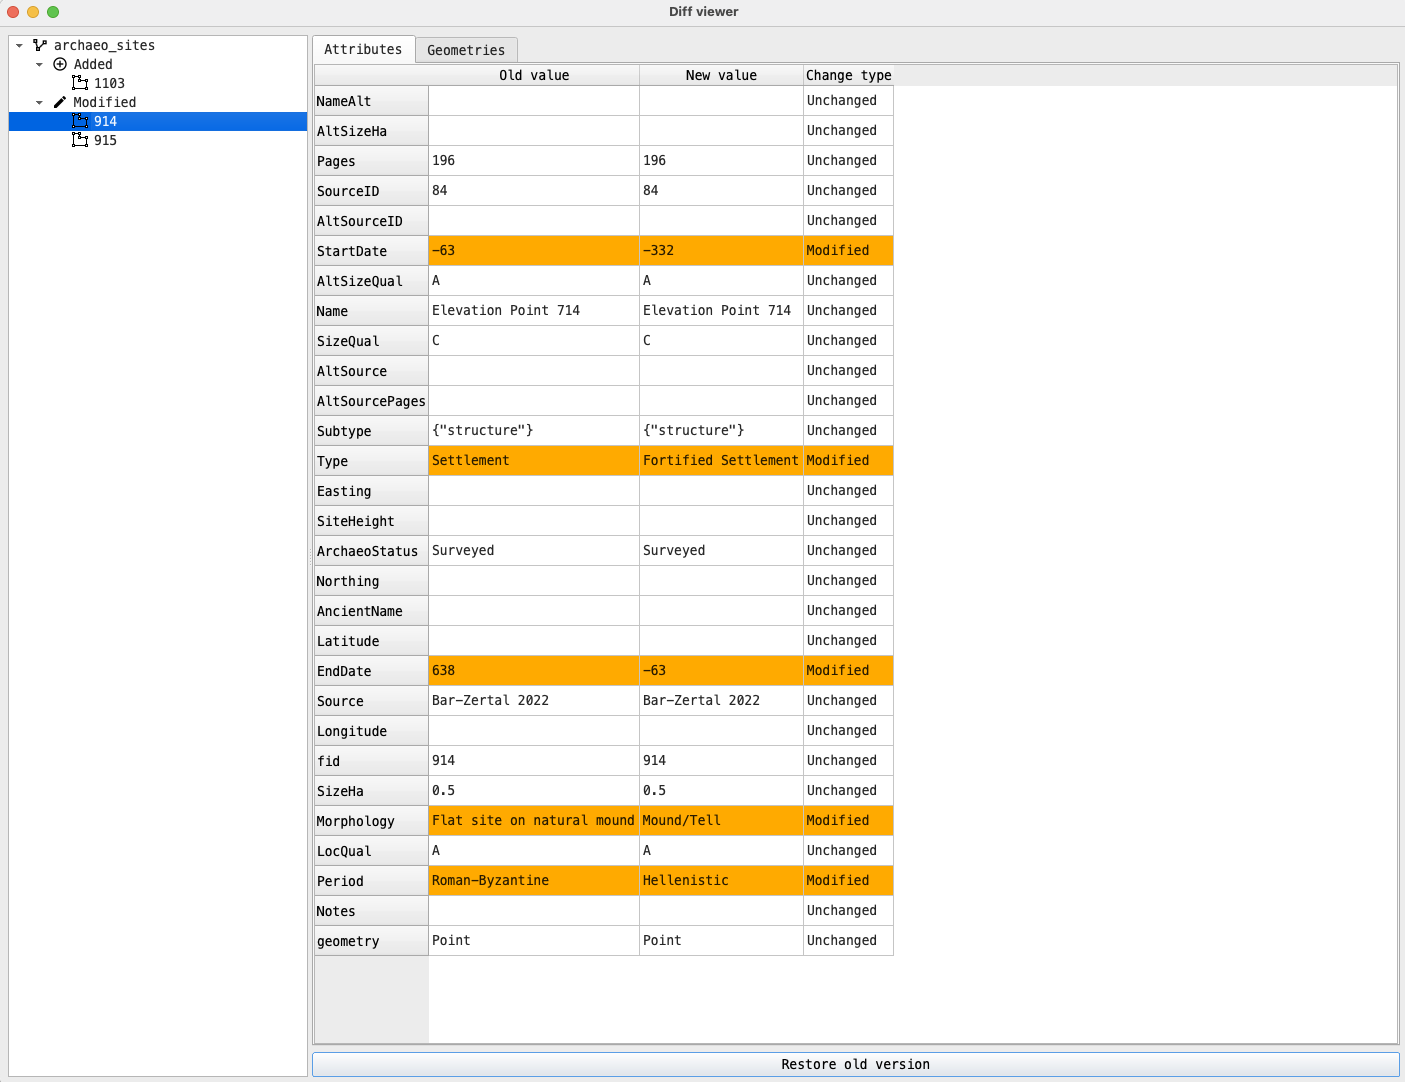 Diff viewer
archaeo_sites
Added
1103
Modified
914
915
Attributes Geometries
Old value New value Change type
NameAlt Unchanged
AltSizeHa Unchanged
Pages 196 196 Unchanged
SourceID 84 84 Unchanged
AltSourceID Unchanged
StartDate -63 -332 Modified
AltSizeQual A A Unchanged
Name Elevation Point 714 Elevation Point 714 Unchanged
SizeQual C C Unchanged
AltSource Unchanged
AltSourcePages Unchanged
Subtype {"structure"} {"structure"} Unchanged
Type Settlement Fortified Settlement Modified
Easting Unchanged
SiteHeight Unchanged
ArchaeoStatus Surveyed Surveyed Unchanged
Northing Unchanged
AncientName Unchanged
Latitude Unchanged
EndDate 638 -63 Modified
Source Bar-Zertal 2022 Bar-Zertal 2022 Unchanged
Longitude Unchanged
fid 914 914 Unchanged
SizeHa 0.5 0.5 Unchanged
Morphology Flat site on natural mound Mound/Tell Modified
LocQual A A Unchanged
Period Roman-Byzantine Hellenistic Modified
Notes Unchanged
geometry Point Point Unchanged
Restore old version